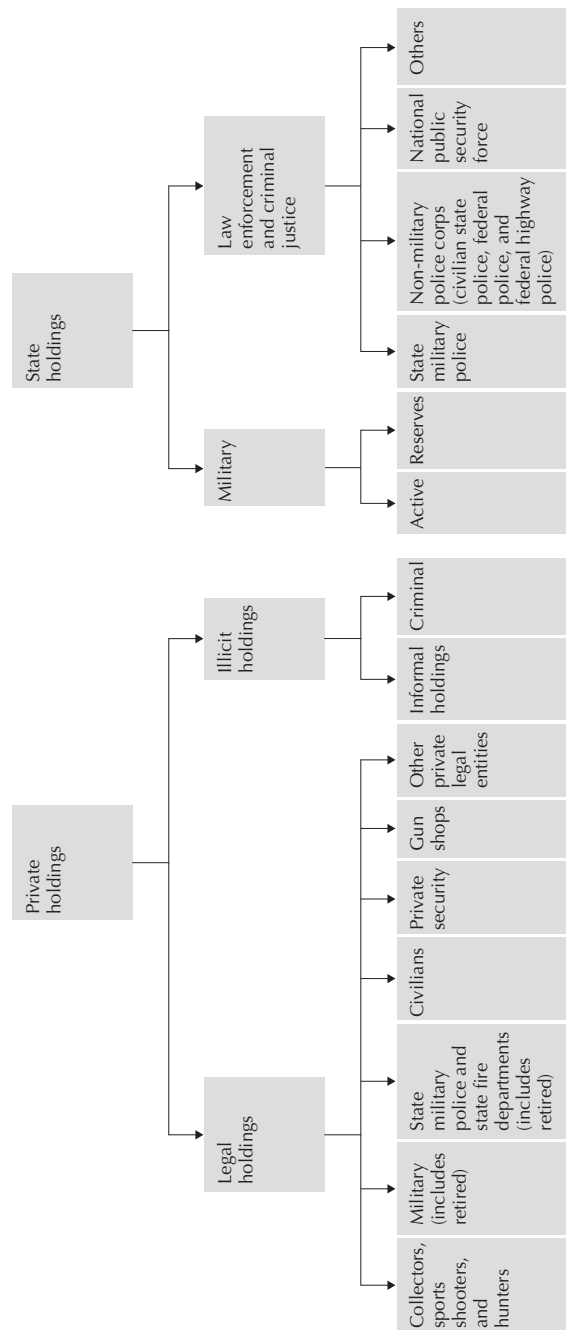 Private
holdings
State
holdings
Legal
holdings
Illicit
holdings
Military
Law
enforcement
and criminal
justice
Collectors,
sports
shooters,
and
hunters
Military
(includes
retired)
State
military
police and
state fire
departments
(includes
retired)
Civilians
Private
security
Gun
shops
Other
private
legal
entities
Informal
holdings
Criminal
Active
Reserves
State
military
police
Non-military
police corps
(civilian state
police, federal
police, and
federal highway
police)
National
public
security
force
Others